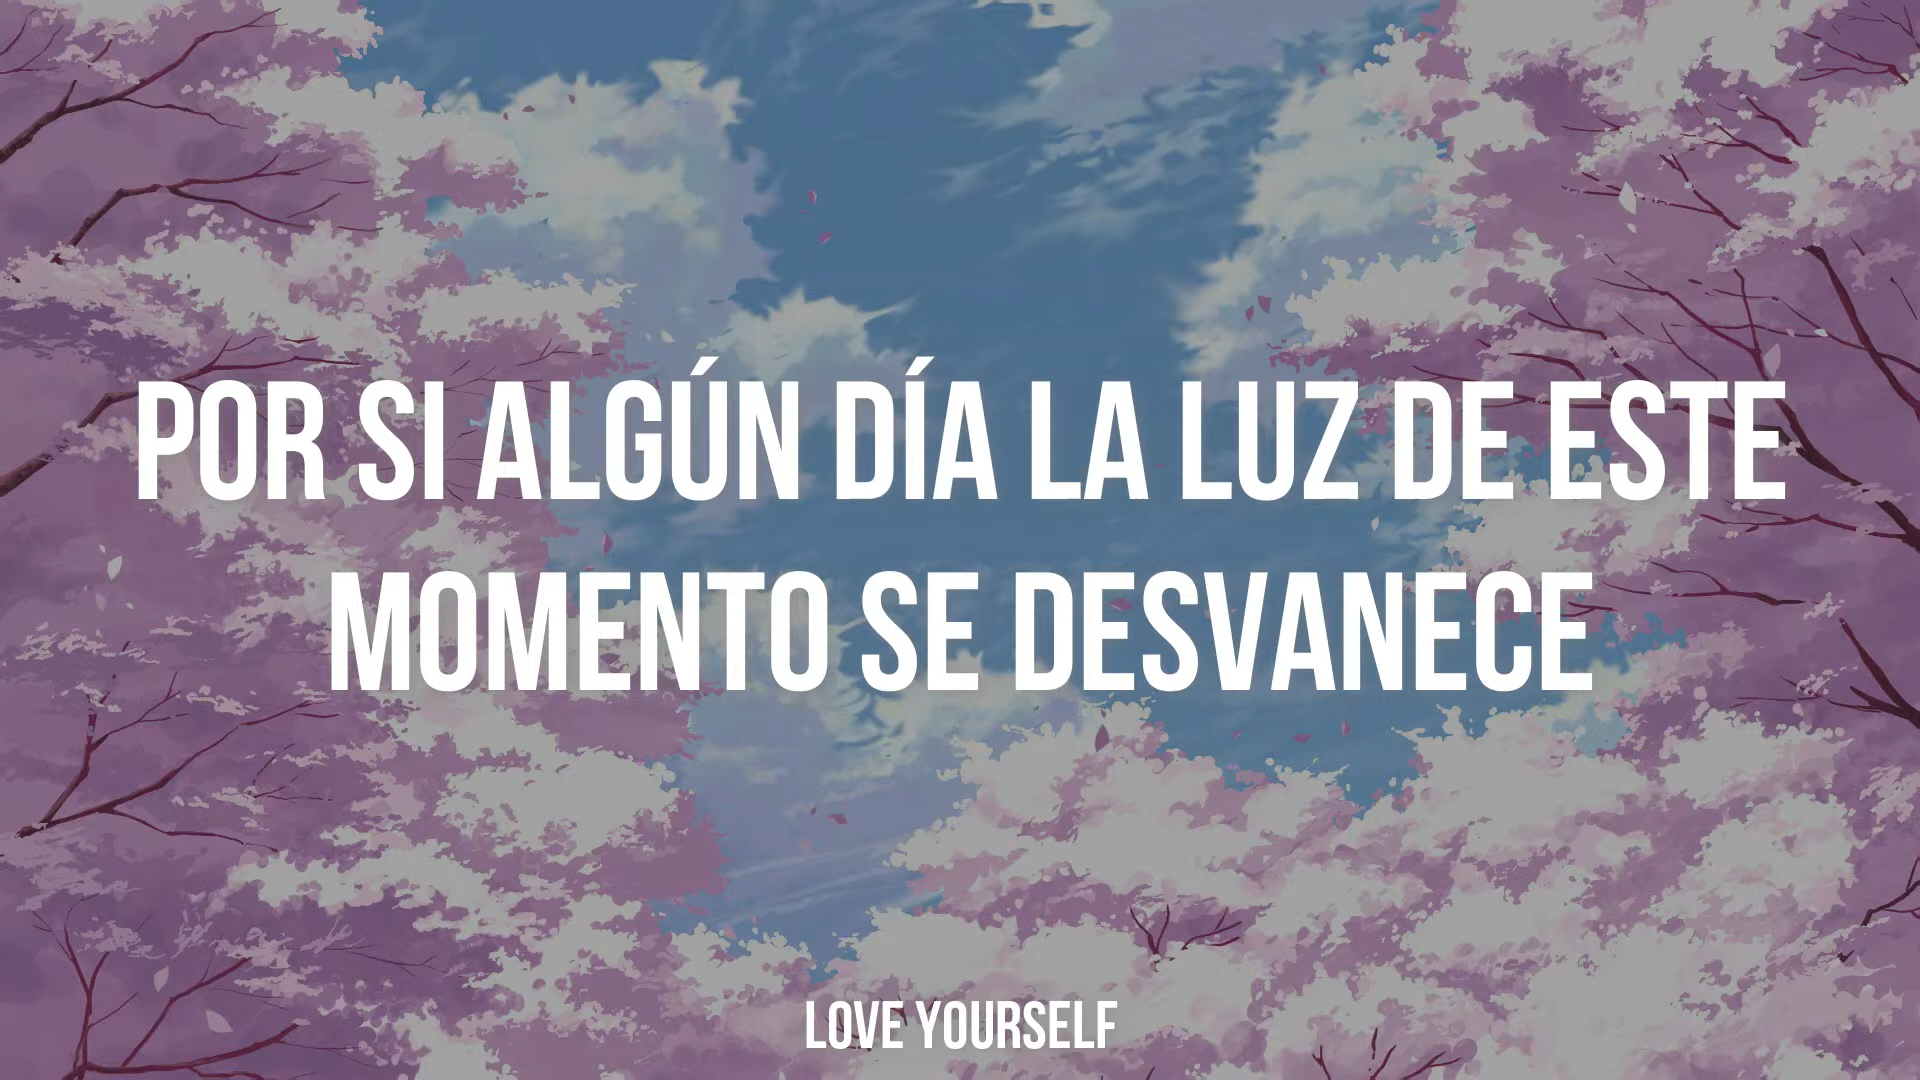 POR SI ALGÚN DÍA LA LUZ DE ESTE
MOMENTO SE DESVANECE
LOVE YOURSELF